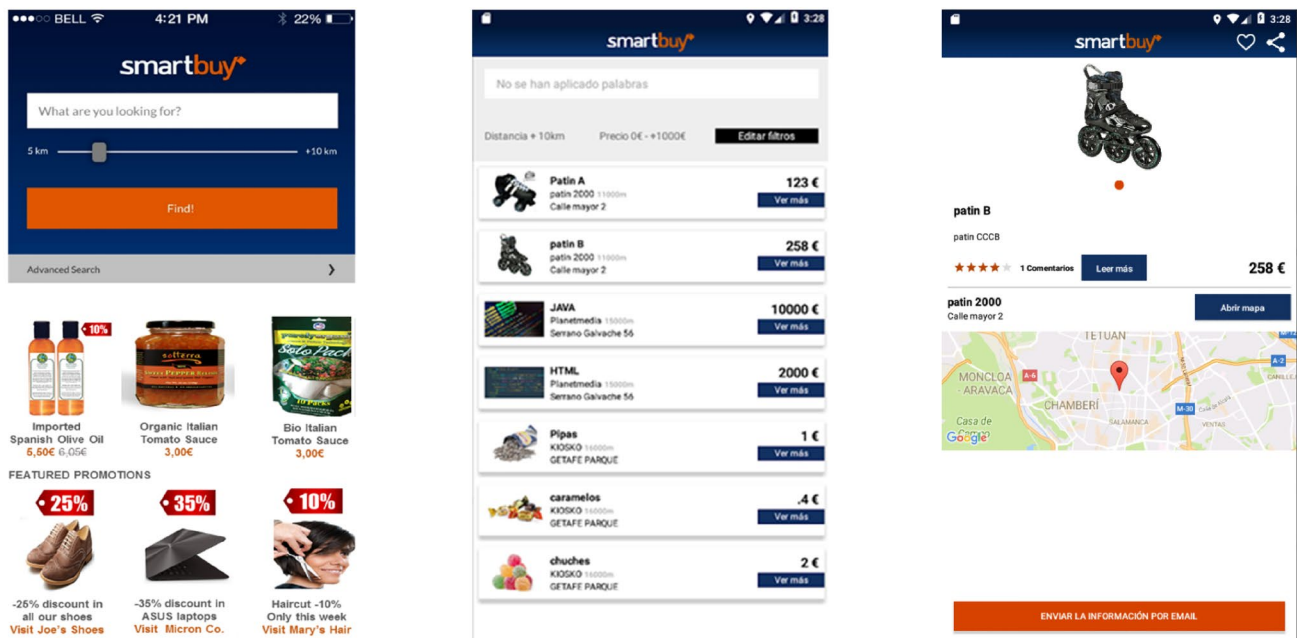 BELL 4:21 PM 22%
smartbuy
What are you looking for?
5 km +10 km
Find!
Advanced Search
10%
Imported
Spanish Olive Oil
5,50€ 6,05€
Organic Italian
Tomato Sauce
3,00€
Bio Italian
Tomato Sauce
3,00€
FEATURED PROMOTIONS
25%
35%
10%
-25% discount in
all our shoes
Visit Joe's Shoes
-35% discount in
ASUS laptops
Visit Micron Co.
Haircut -10%
Only this week
Visit Mary's Hair
3:28
smartbuy
No se han aplicado palabras
Distancia + 10km Precio 0€ - +1000€ Editar filtros
Patin A 123 €
patin 2000 11000m Ver más
Calle mayor 2
patin B 258 €
patin 2000 11000m Ver más
Calle mayor 2
JAVA 10000 €
Planetmedia 15000m Ver más
Serrano Galvache 56
HTML 2000 €
Planetmedia 15000m Ver más
Serrano Galvache 56
Pipas 1 €
KIOSKO 16000m Ver más
GETAFE PARQUE
caramelos .4 €
KIOSKO 16000m Ver más
GETAFE PARQUE
chuches 2 €
KIOSKO 16000m Ver más
GETAFE PARQUE
3:28
smartbuy
patin B
patin CCCB
1 Comentarios Leer más 258 €
patin 2000
Calle mayor 2
Abrir mapa
TETUÁN
MONCLOA
- ARAVACA
A-6
A-2
CHAMBERÍ
M-30
SALAMANCA
VENTAS
Casa de
Campo
Google
ENVIAR LA INFORMACIÓN POR EMAIL